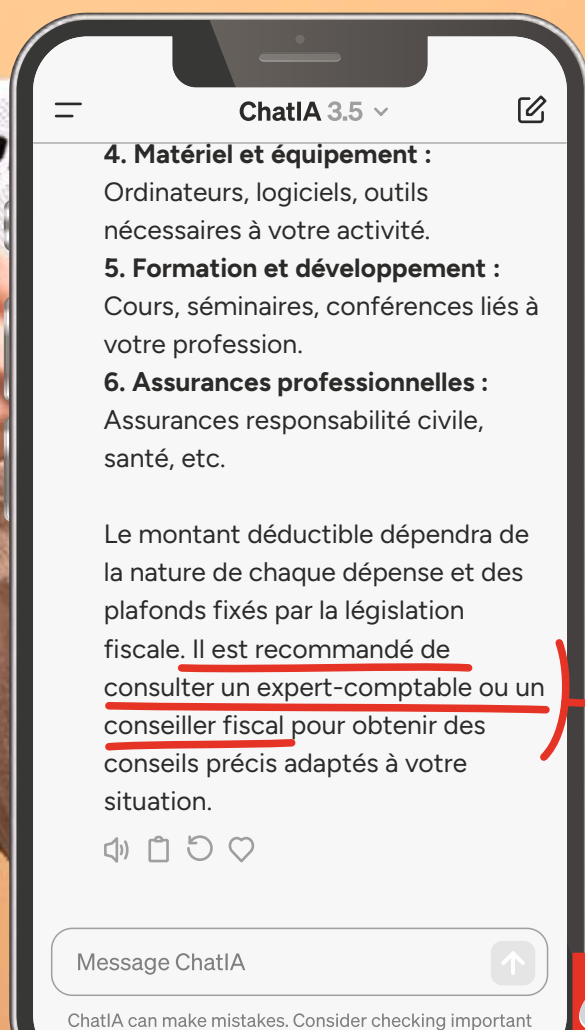 ChatIA 3.5
4. Matériel et équipement :
Ordinateurs, logiciels, outils
nécessaires à votre activité.
5. Formation et développement :
Cours, séminaires, conférences liés à
votre profession.
6. Assurances professionnelles :
Assurances responsabilité civile,
santé, etc.
Le montant déductible dépendra de
la nature de chaque dépense et des
plafonds fixés par la législation
fiscale. Il est recommandé de
consulter un expert-comptable ou un
conseiller fiscal pour obtenir des
conseils précis adaptés à votre
situation.
Message ChatIA
ChatIA can make mistakes. Consider checking important